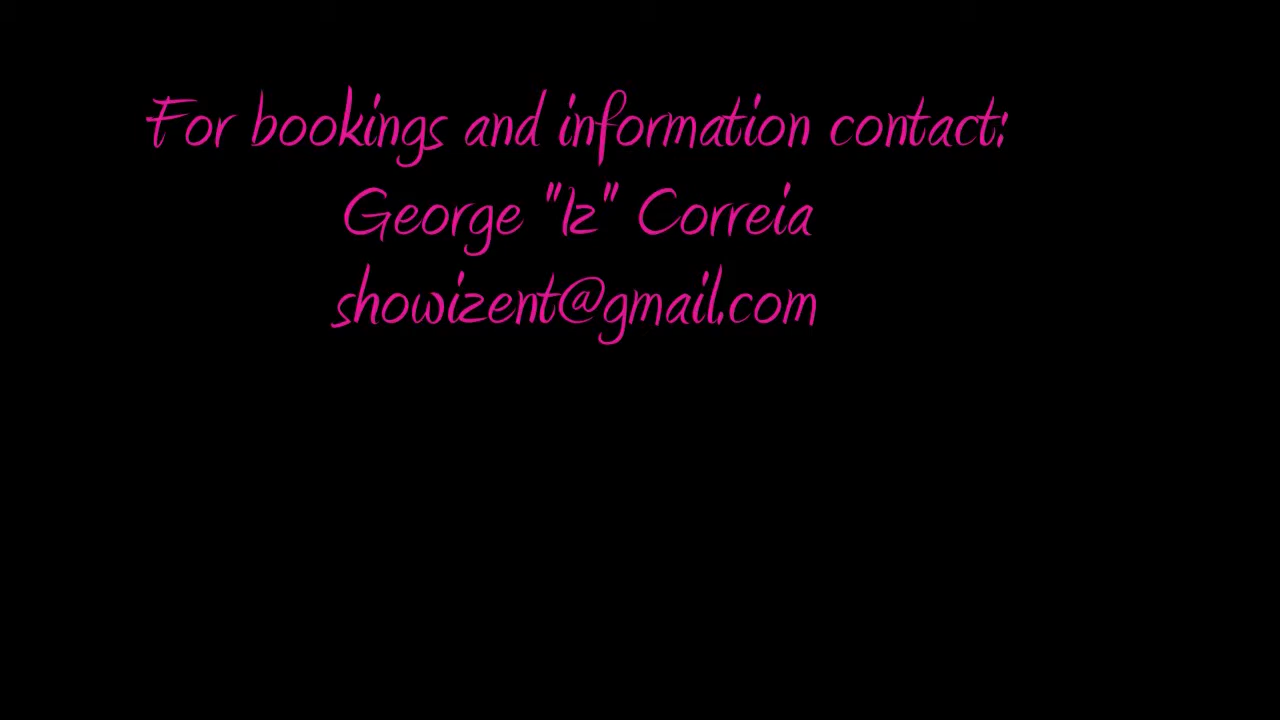 For bookings and information contact:
George "Iz" Correia
showizent@gmail.com